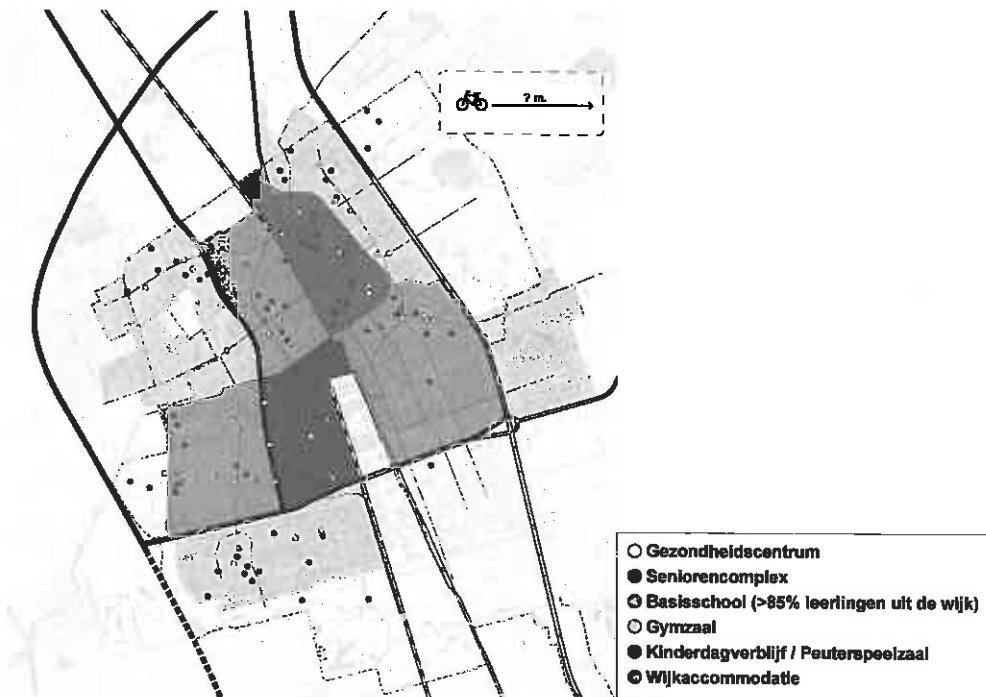 ? m.
Gezondheidscentrum
Seniorencomplex
Basisschool (>85% leerlingen uit de wijk)
Gymzaal
Kinderdagverblijf / Peuterspeelzaal
Wijkaccommodatie